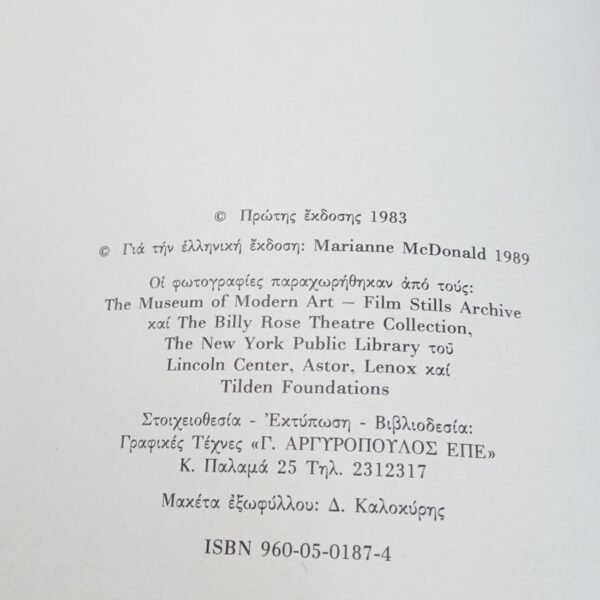 © Πρώτης ἔκδοσης 1983
© Γιά τήν ἑλληνική ἔκδοση: Marianne McDonald 1989
Οἱ φωτογραφίες παραχωρήθηκαν ἀπό τούς:
The Museum of Modern Art — Film Stills Archive
καί The Billy Rose Theatre Collection,
The New York Public Library τοῦ
Lincoln Center, Astor, Lenox καί
Tilden Foundations
Στοιχειοθεσία - Ἐκτύπωση - Βιβλιοδεσία:
Γραφικές Τέχνες «Γ. ΑΡΓΥΡΟΠΟΥΛΟΣ ΕΠΕ»
Κ. Παλαμά 25 Τηλ. 2312317
Μακέτα ἐξωφύλλου: Δ. Καλοκύρης
ISBN 960-05-0187-4